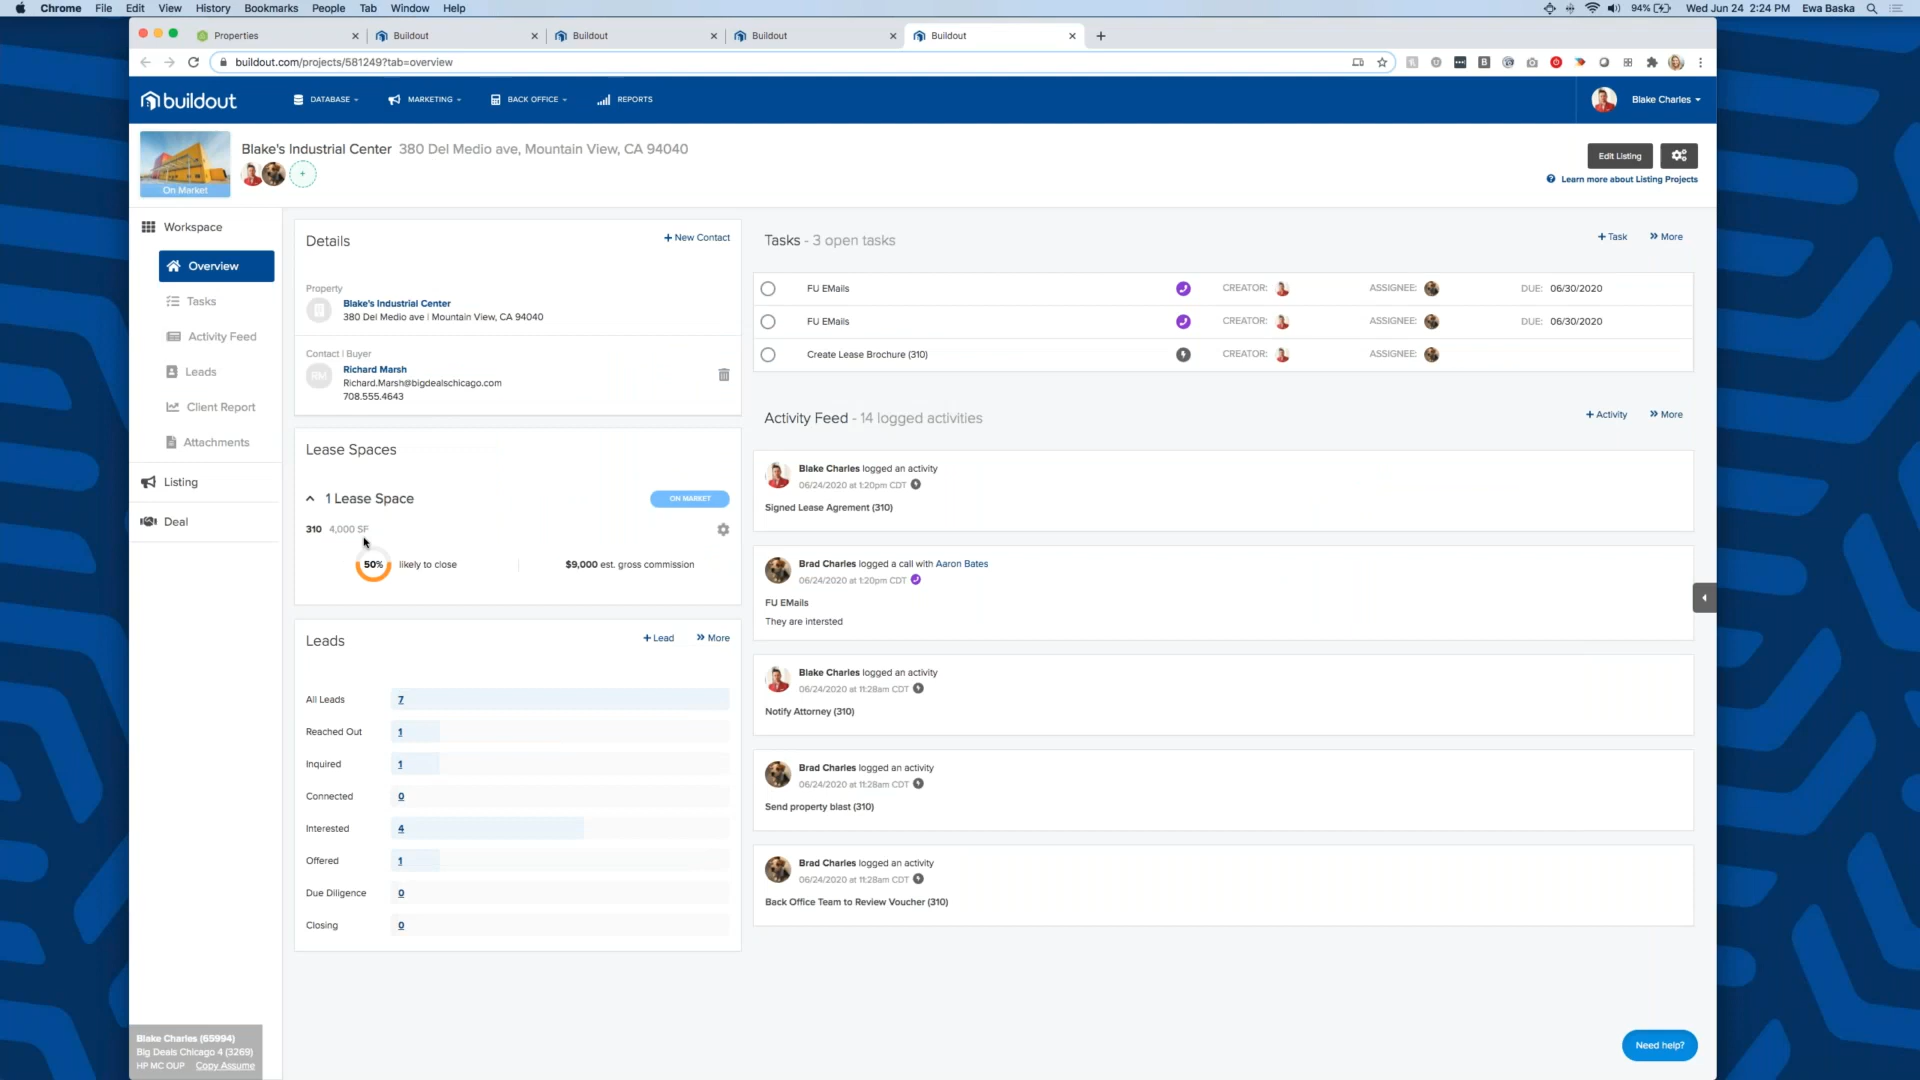 Chrome File Edit View History Bookmarks People Tab Window Help
94% Wed Jun 24 2:24 PM Ewa Baska
Properties
Buildout
Buildout
Buildout
Buildout
buildout.com/projects/581249?tab=overview
buildout
DATABASE
MARKETING
BACK OFFICE
REPORTS
Blake Charles
Blake's Industrial Center 380 Del Medio ave, Mountain View, CA 94040
On Market
Edit Listing
Learn more about Listing Projects
Workspace
Overview
Tasks
Activity Feed
Leads
Client Report
Attachments
Listing
Deal
Details
+ New Contact
Property
Blake's Industrial Center
380 Del Medio ave | Mountain View, CA 94040
Contact | Buyer
RM
Richard Marsh
Richard.Marsh@bigdealschicago.com
708.555.4643
Lease Spaces
1 Lease Space
ON MARKET
310 4,000 SF
50% likely to close
$9,000 est. gross commission
Leads
+ Lead
More
All Leads 7
Reached Out 1
Inquired 1
Connected 0
Interested 4
Offered 1
Due Diligence 0
Closing 0
Tasks - 3 open tasks
+ Task
More
FU EMails CREATOR: ASSIGNEE: DUE: 06/30/2020
FU EMails CREATOR: ASSIGNEE: DUE: 06/30/2020
Create Lease Brochure (310) CREATOR: ASSIGNEE:
Activity Feed - 14 logged activities
+ Activity
More
Blake Charles logged an activity
06/24/2020 at 1:20pm CDT
Signed Lease Agrement (310)
Brad Charles logged a call with Aaron Bates
06/24/2020 at 1:20pm CDT
FU EMails
They are intersted
Blake Charles logged an activity
06/24/2020 at 11:28am CDT
Notify Attorney (310)
Brad Charles logged an activity
06/24/2020 at 11:28am CDT
Send property blast (310)
Brad Charles logged an activity
06/24/2020 at 11:28am CDT
Back Office Team to Review Voucher (310)
Blake Charles (65994)
Big Deals Chicago 4 (3269)
HP MC OUP Copy Assume
Need help?